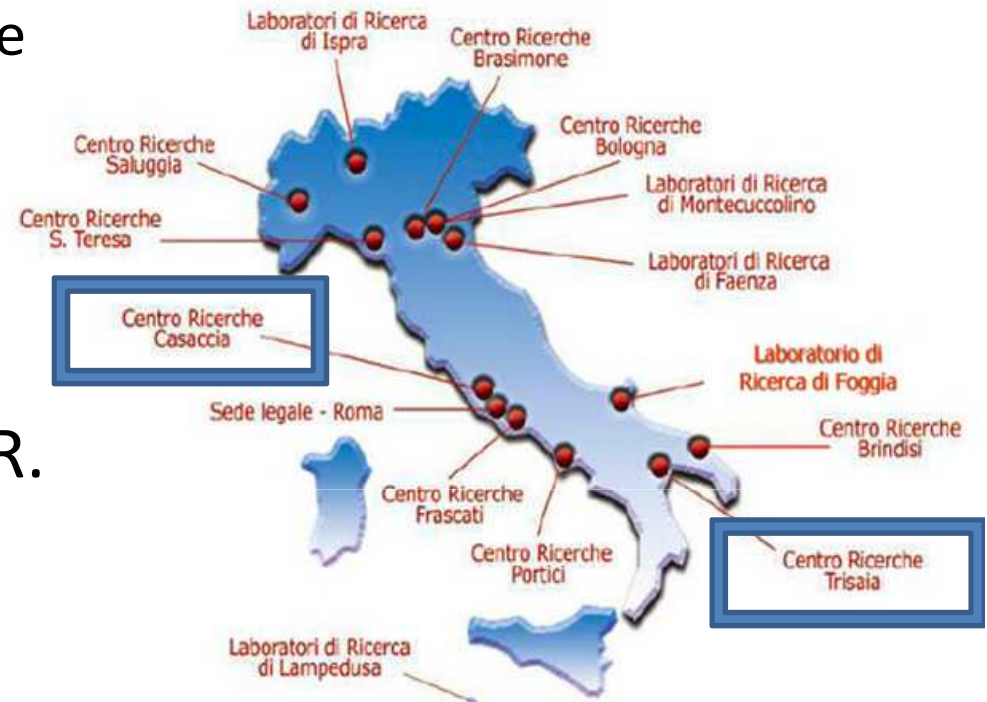 e
Laboratori di Ricerca
di Ispra
Centro Ricerche
Brasimone
Centro Ricerche
Saluggia
Centro Ricerche
Bologna
Laboratori di Ricerca
di Montecuccolino
Centro Ricerche
S. Teresa
Laboratori di Ricerca
di Faenza
Centro Ricerche
Casaccia
Laboratorio di
Ricerca di Foggia
Sede legale - Roma
R.
Centro Ricerche
Brindisi
Centro Ricerche
Frascati
Centro Ricerche
Portici
Centro Ricerche
Trisaia
Laboratori di Ricerca
di Lampedusa